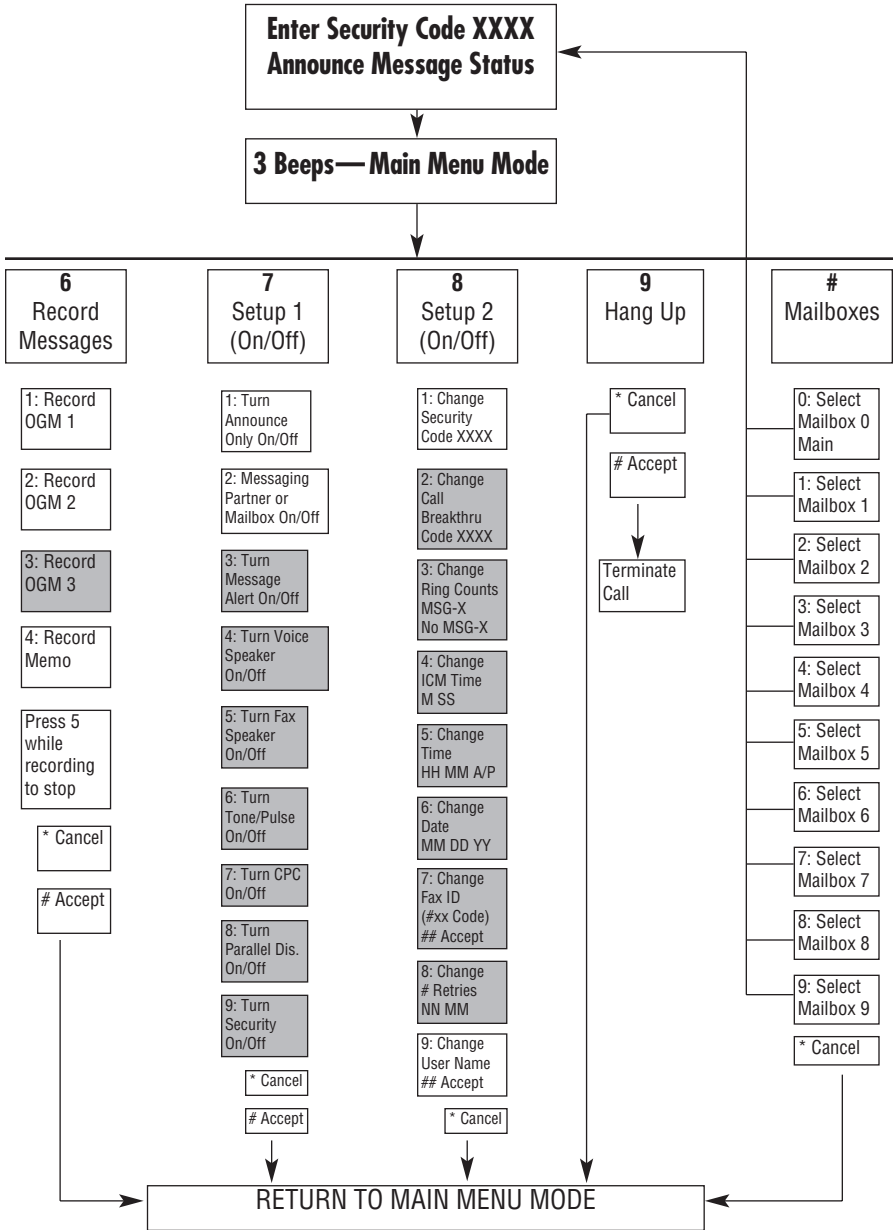 Enter Security Code XXXX
Announce Message Status
3 Beeps—Main Menu Mode
6
Record
Messages
1: Record
OGM 1
2: Record
OGM 2
3: Record
OGM 3
4: Record
Memo
Press 5
while
recording
to stop
* Cancel
# Accept
7
Setup 1
(On/Off)
1: Turn
Announce
Only On/Off
2: Messaging
Partner or
Mailbox On/Off
3: Turn
Message
Alert On/Off
4: Turn Voice
Speaker
On/Off
5: Turn Fax
Speaker
On/Off
6: Turn
Tone/Pulse
On/Off
7: Turn CPC
On/Off
8: Turn
Parallel Dis.
On/Off
9: Turn
Security
On/Off
* Cancel
# Accept
8
Setup 2
(On/Off)
1: Change
Security
Code XXXX
2: Change
Call
Breakthru
Code XXXX
3: Change
Ring Counts
MSG-X
No MSG-X
4: Change
ICM Time
M SS
5: Change
Time
HH MM A/P
6: Change
Date
MM DD YY
7: Change
Fax ID
(#xx Code)
## Accept
8: Change
# Retries
NN MM
9: Change
User Name
## Accept
* Cancel
9
Hang Up
* Cancel
# Accept
Terminate
Call
#
Mailboxes
0: Select
Mailbox 0
Main
1: Select
Mailbox 1
2: Select
Mailbox 2
3: Select
Mailbox 3
4: Select
Mailbox 4
5: Select
Mailbox 5
6: Select
Mailbox 6
7: Select
Mailbox 7
8: Select
Mailbox 8
9: Select
Mailbox 9
* Cancel
RETURN TO MAIN MENU MODE